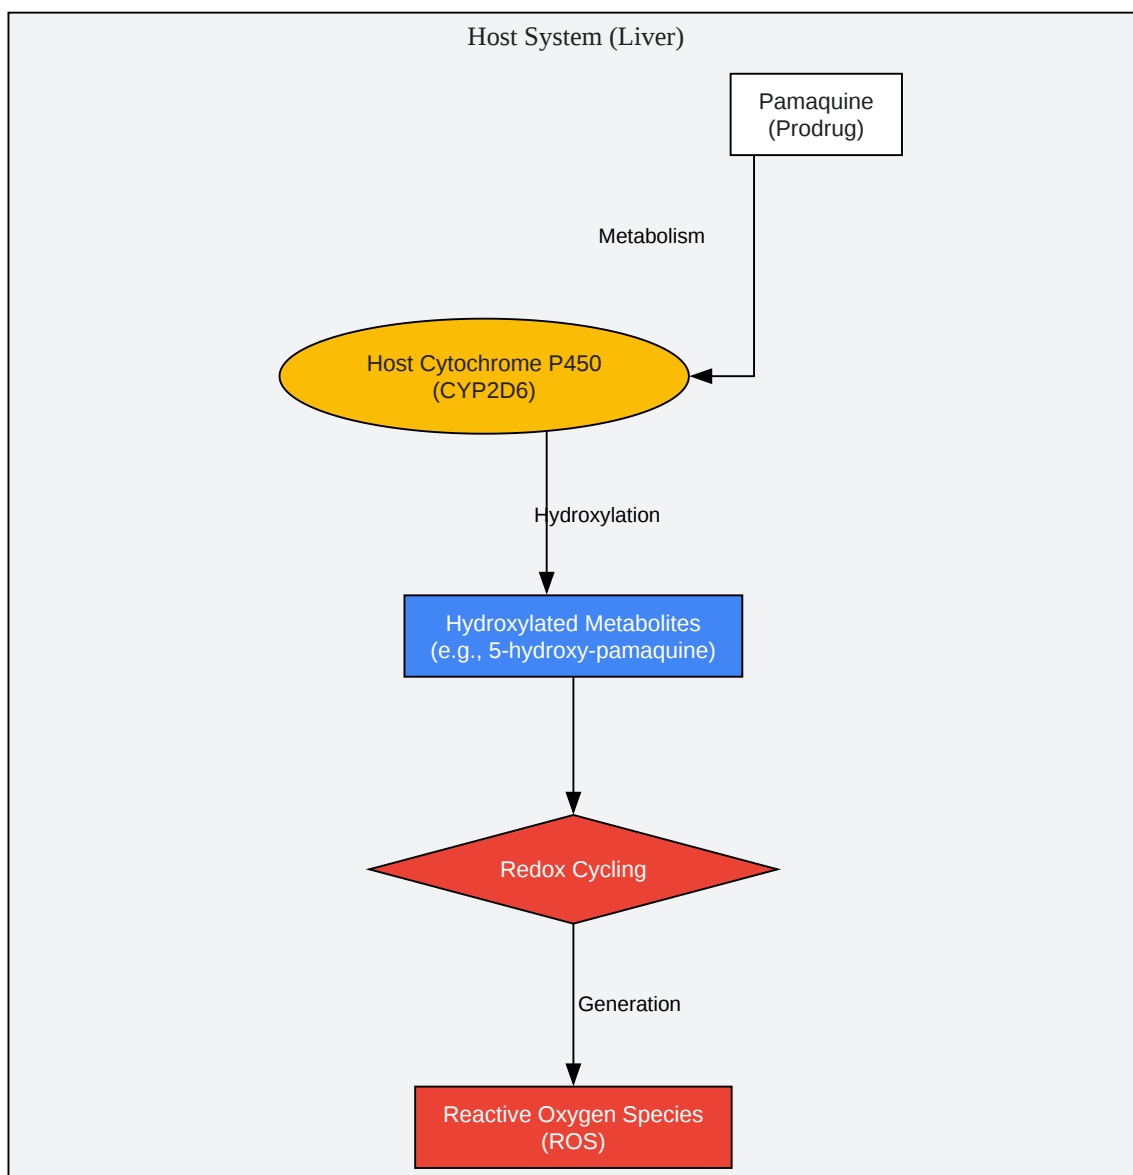 Host System (Liver)
Pamaquine
(Prodrug)
Metabolism
Host Cytochrome P450
(CYP2D6)
Hydroxylation
Hydroxylated Metabolites
(e.g., 5-hydroxy-pamaquine)
Redox Cycling
Generation
Reactive Oxygen Species
(ROS)